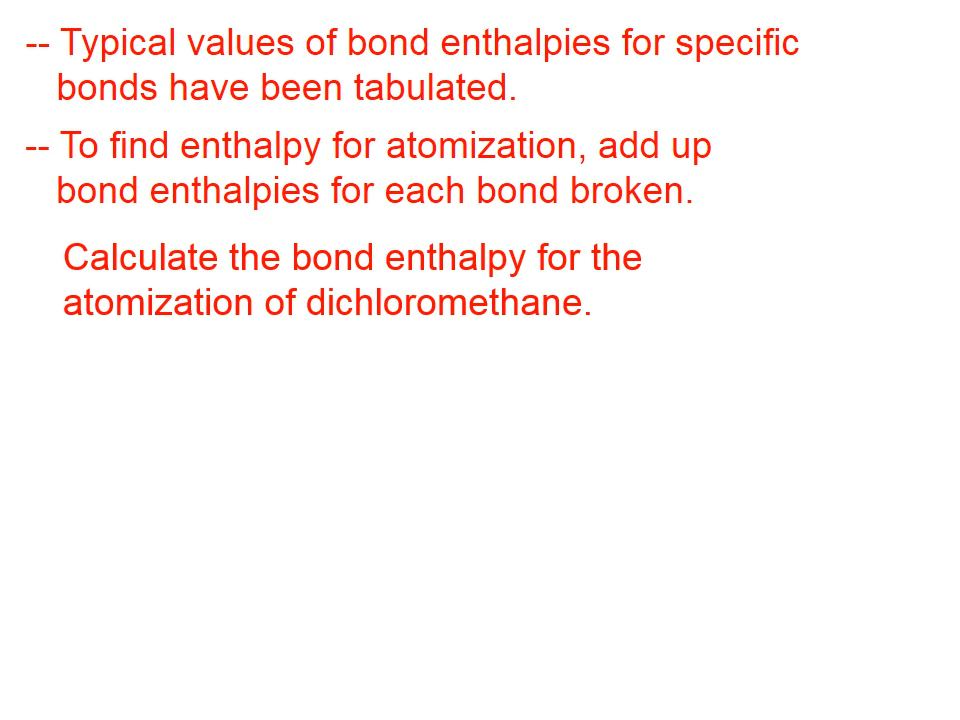 -- Typical values of bond enthalpies for specific
bonds have been tabulated.
-- To find enthalpy for atomization, add up
bond enthalpies for each bond broken.
Calculate the bond enthalpy for the
atomization of dichloromethane.